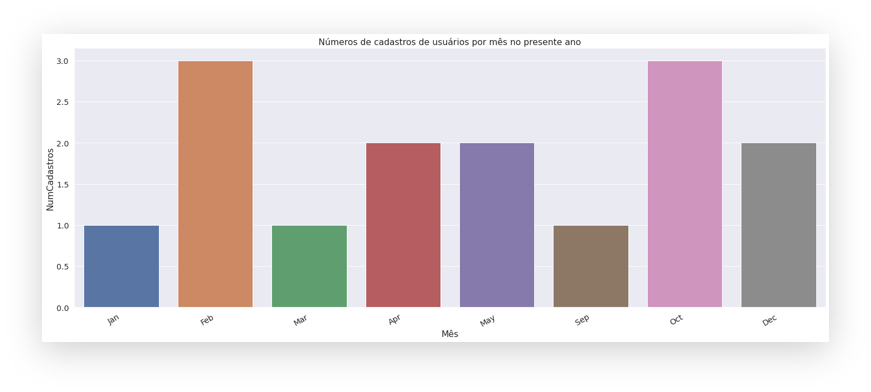 Números de cadastros de usuários por mês no presente ano
NumCadastros
3.0
2.5
2.0
1.5
1.0
0.5
0.0
Jan Feb Mar Apr May Sep Oct Dec
Mês